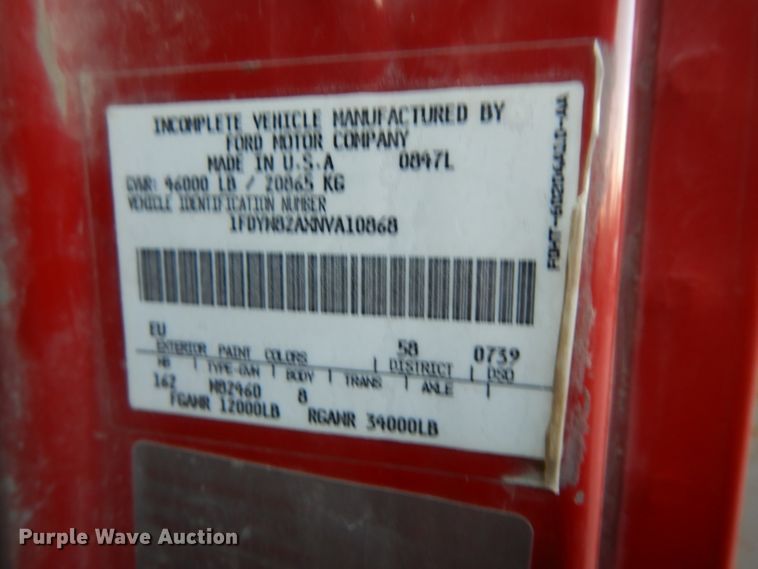 INCOMPLETE VEHICLE MANUFACTURED BY
FORD MOTOR COMPANY
MADE IN U.S.A 0847L
GVWR: 46000 LB / 20865 KG
VEHICLE IDENTIFICATION NUMBER
1FDYW82AXNVA10868
EU 58 0739
EXTERIOR PAINT COLORS DISTRICT DSO
WB TYPE-GVW BODY TRANS AXLE
162 W82460 8
FGAWR 12000LB RGAWR 34000LB
Purple Wave Auction